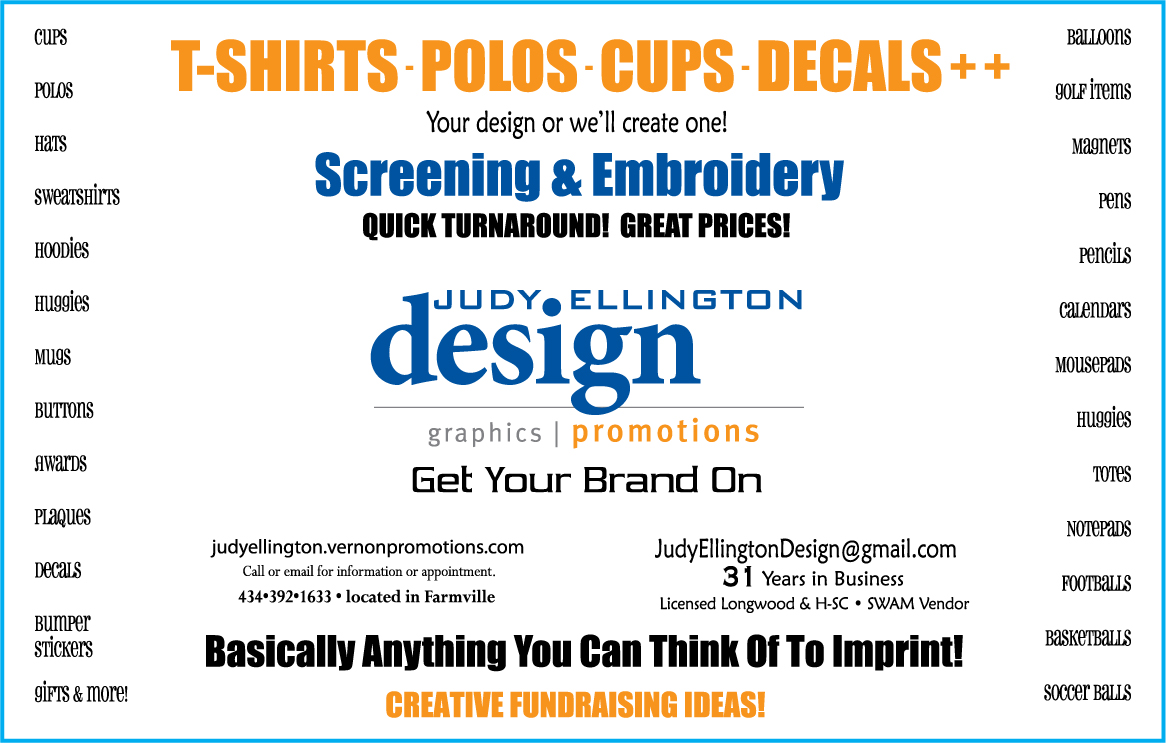 CUPS
POLOS
HATS
SWEATSHIRTS
HOODIES
HUGGIES
MUGS
BUTTONS
AWARDS
PLAQUES
DECALS
BUMPER
STICKERS
GIFTS & MORE!
T-SHIRTS - POLOS - CUPS - DECALS ++
Your design or we'll create one!
Screening & Embroidery
QUICK TURNAROUND! GREAT PRICES!
JUDY ELLINGTON
design
graphics | promotions
Get Your Brand On
judyellington.vernonpromotions.com
Call or email for information or appointment.
434•392•1633 • located in Farmville
JudyEllingtonDesign@gmail.com
31 Years in Business
Licensed Longwood & H-SC • SWAM Vendor
Basically Anything You Can Think Of To Imprint!
CREATIVE FUNDRAISING IDEAS!
BALLOONS
GOLF ITEMS
MAGNETS
PENS
PENCILS
CALENDARS
MOUSEPADS
HUGGIES
TOTES
NOTEPADS
FOOTBALLS
BASKETBALLS
SOCCER BALLS